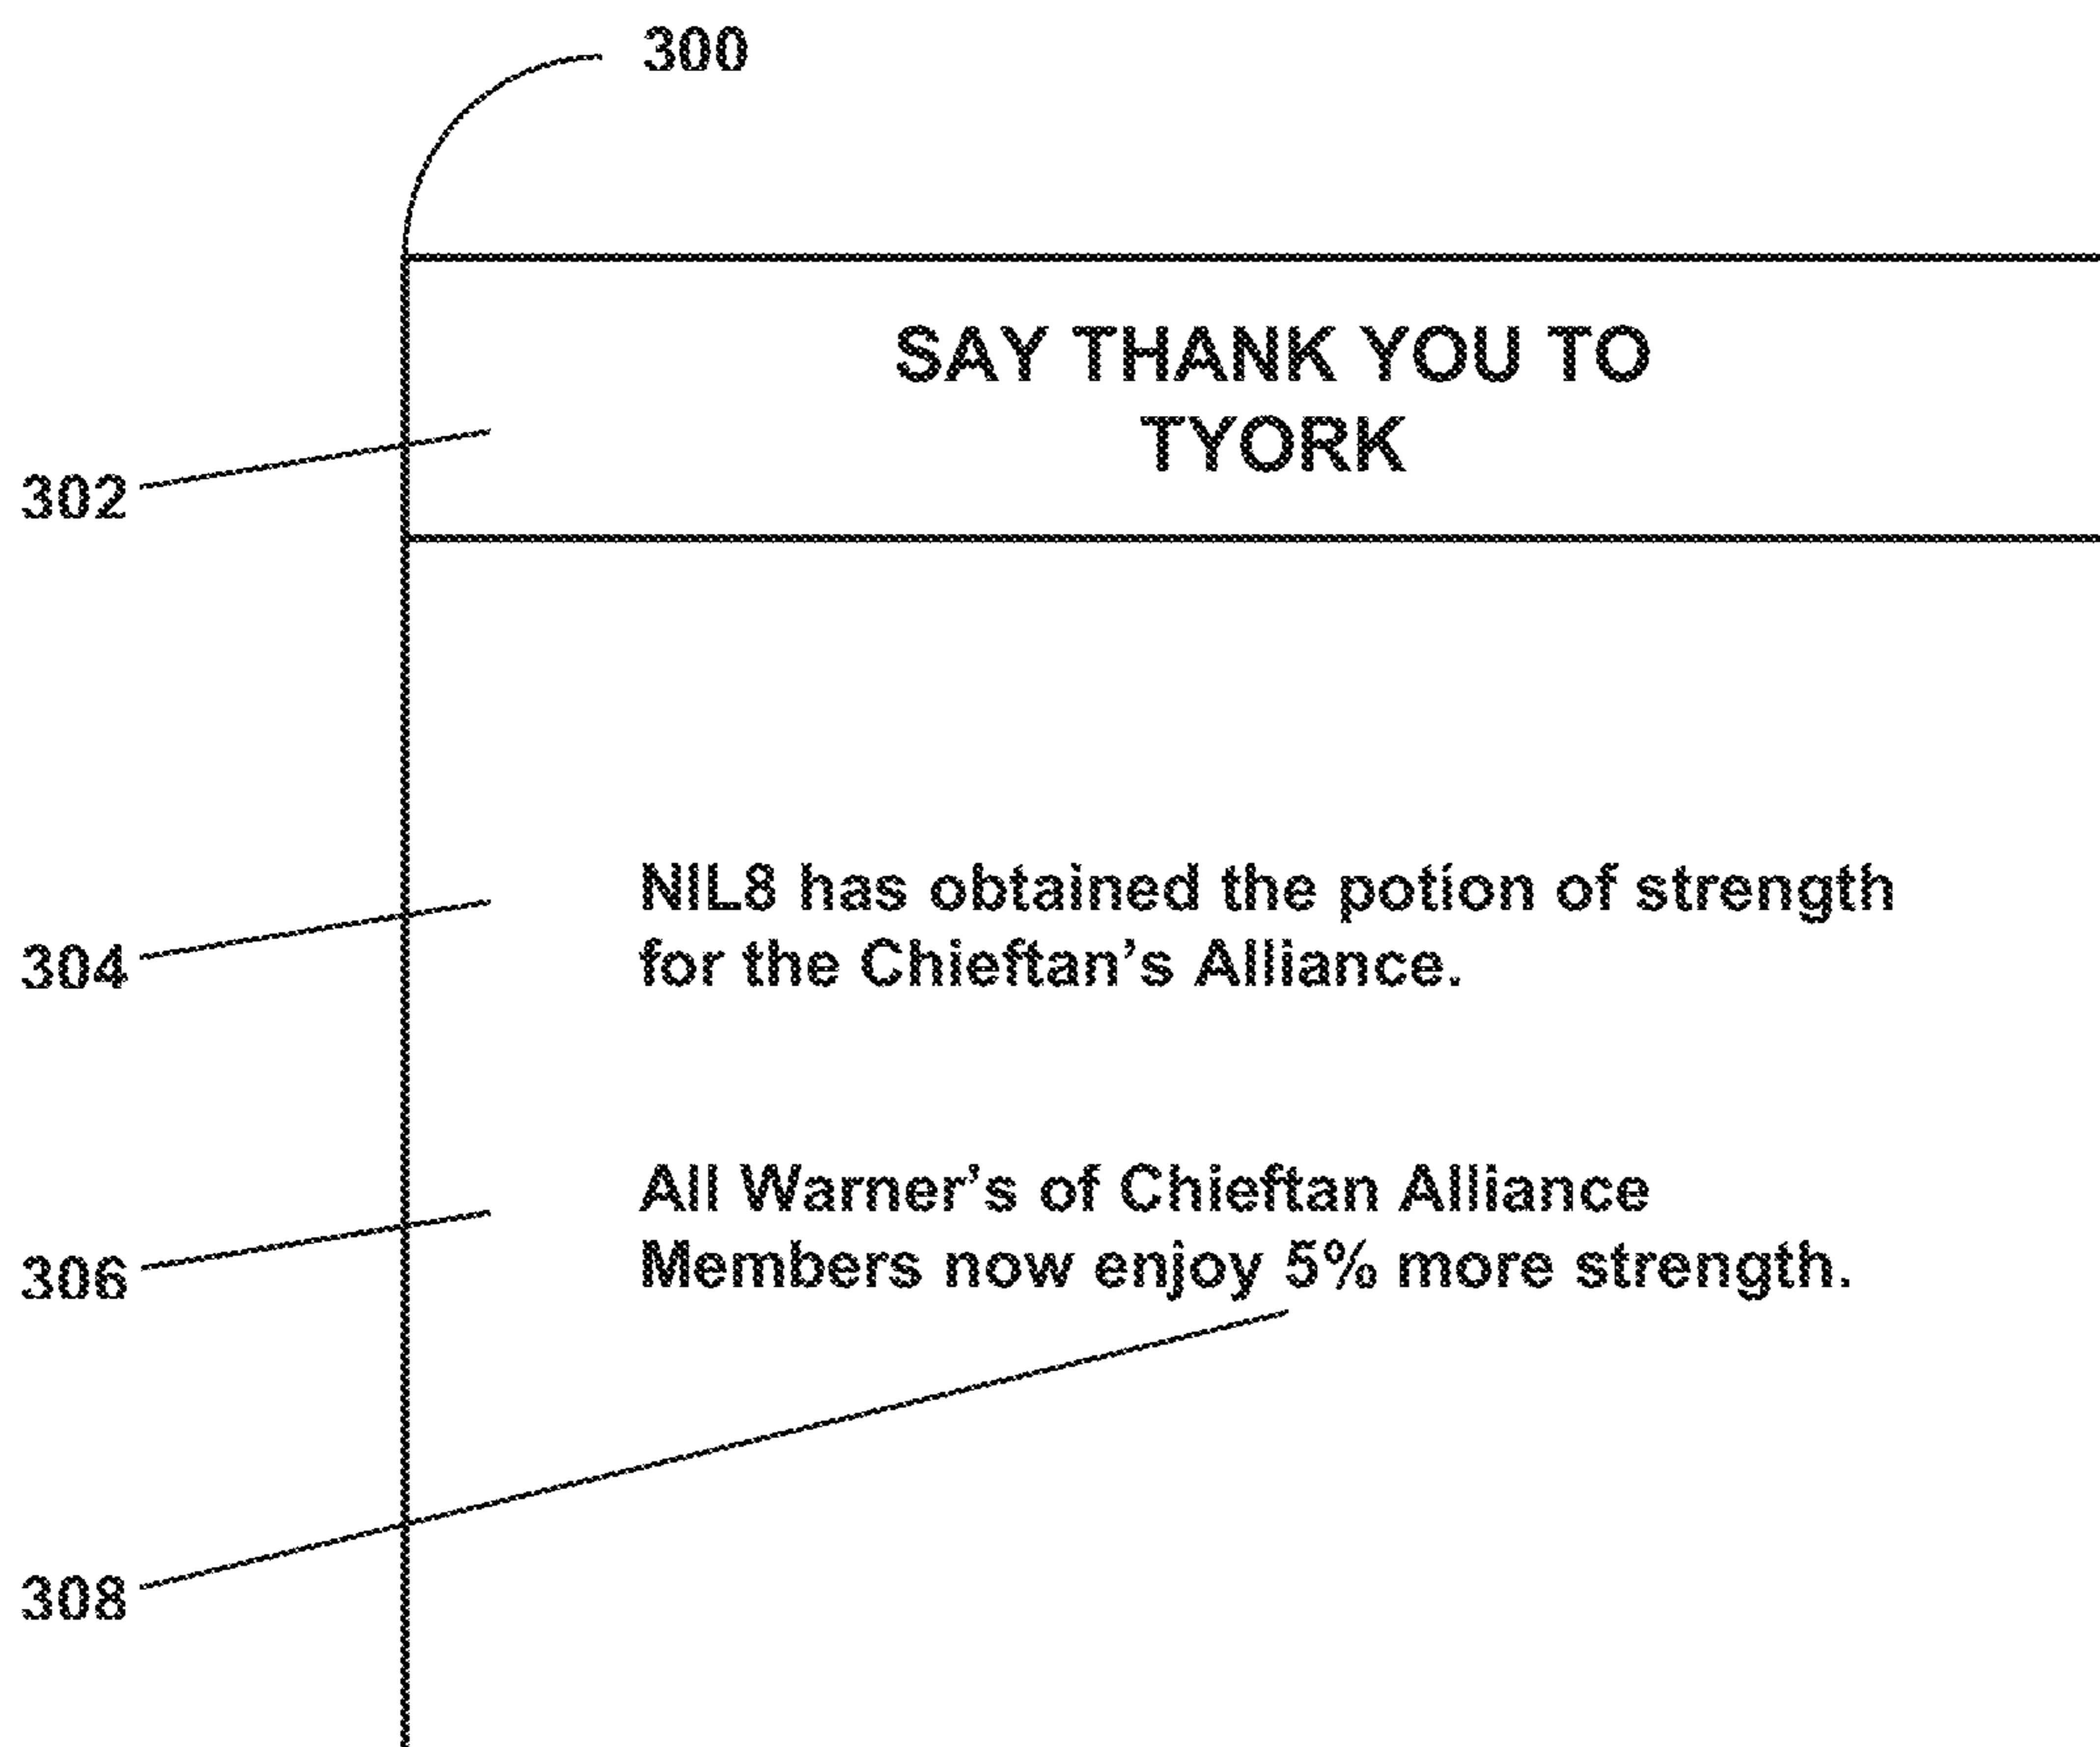 300
SAY THANK YOU TO
TYORK
302
NIL8 has obtained the potion of strength
304
for the Chieftan’s Alliance.
All Warner’s of Chieftan Alliance
306
Members now enjoy 5% more strength.
308